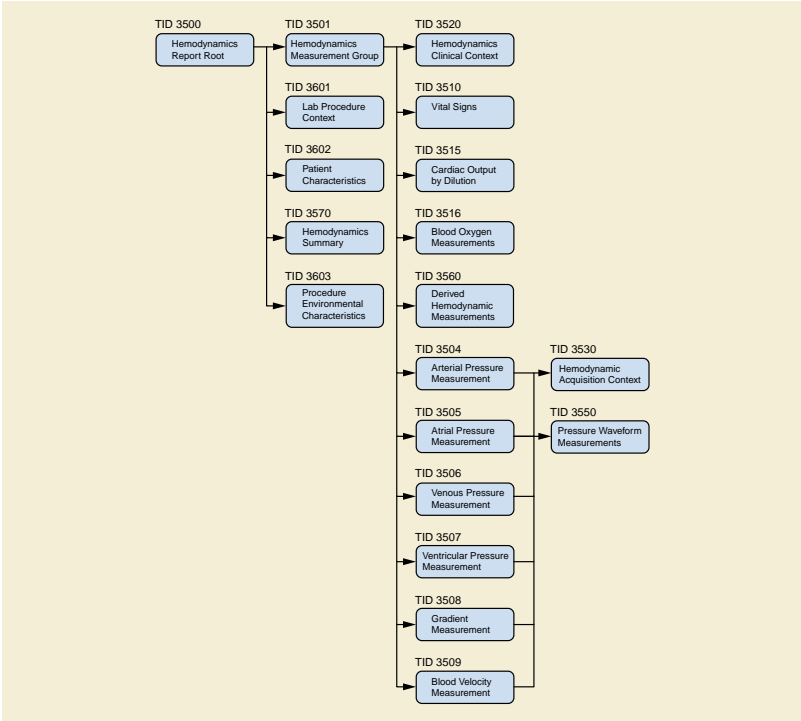 TID 3500
Hemodynamics
Report Root
TID 3501
Hemodynamics
Measurement Group
TID 3520
Hemodynamics
Clinical Context
TID 3601
Lab Procedure
Context
TID 3510
Vital Signs
TID 3602
Patient
Characteristics
TID 3515
Cardiac Output
by Dilution
TID 3570
Hemodynamics
Summary
TID 3516
Blood Oxygen
Measurements
TID 3603
Procedure
Environmental
Characteristics
TID 3560
Derived
Hemodynamic
Measurements
TID 3504
Arterial Pressure
Measurement
TID 3530
Hemodynamic
Acquisition Context
TID 3505
Atrial Pressure
Measurement
TID 3550
Pressure Waveform
Measurements
TID 3506
Venous Pressure
Measurement
TID 3507
Ventricular Pressure
Measurement
TID 3508
Gradient
Measurement
TID 3509
Blood Velocity
Measurement